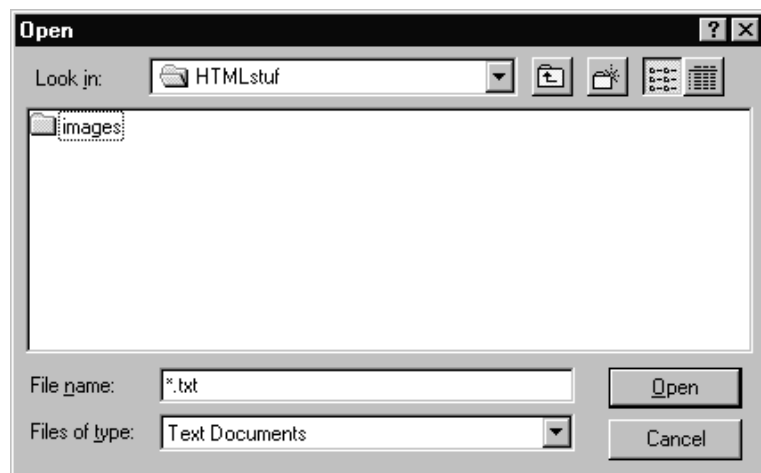 Open
Look in: HTMLstuf
images
File name: *.txt Open
Files of type: Text Documents Cancel